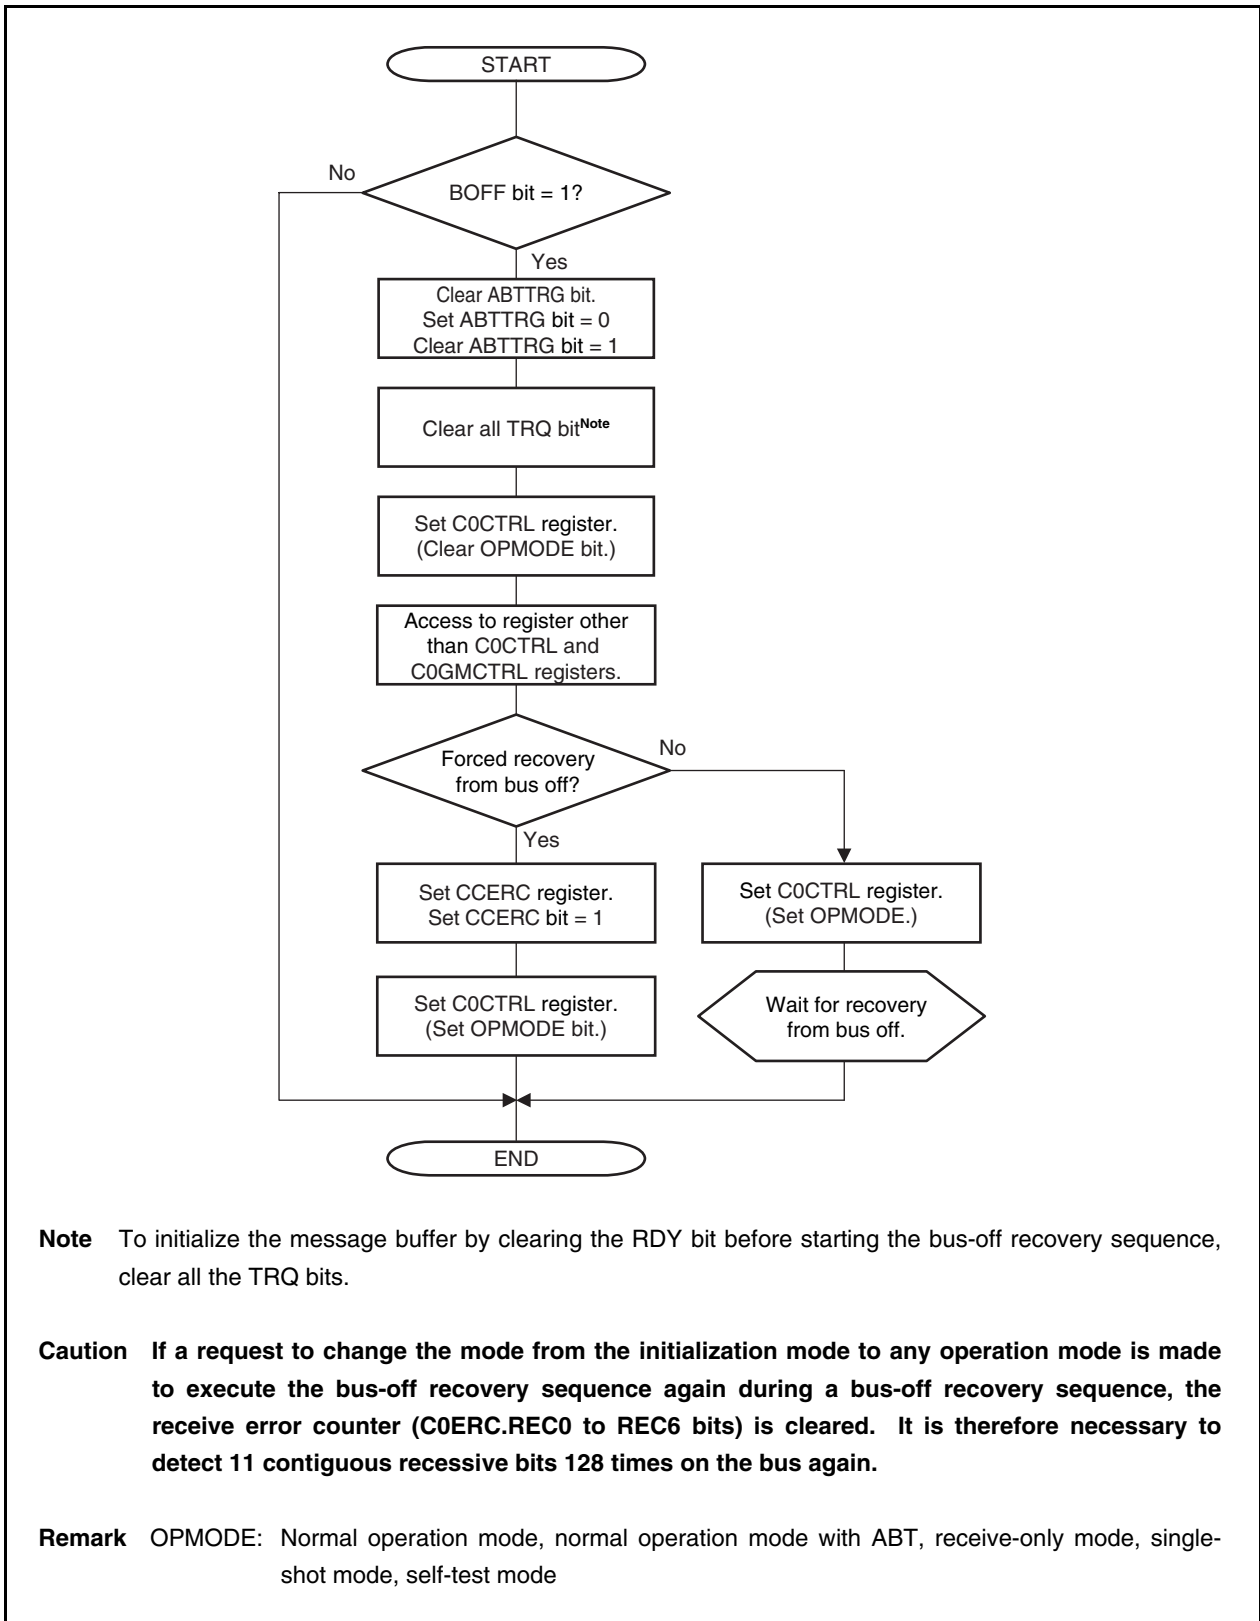 START
No
BOFF bit = 1?
Yes
Clear ABTTRG bit.
Set ABTTRG bit = 0
Clear ABTTRG bit = 1
Clear all TRQ bitNote
Set C0CTRL register.
(Clear OPMODE bit.)
Access to register other
than C0CTRL and
C0GMCTRL registers.
Forced recovery
from bus off?
No
Yes
Set CCERC register.
Set CCERC bit = 1
Set C0CTRL register.
(Set OPMODE.)
Set C0CTRL register.
(Set OPMODE bit.)
Wait for recovery
from bus off.
END
Note To initialize the message buffer by clearing the RDY bit before starting the bus-off recovery sequence,
clear all the TRQ bits.
Caution If a request to change the mode from the initialization mode to any operation mode is made
to execute the bus-off recovery sequence again during a bus-off recovery sequence, the
receive error counter (C0ERC.REC0 to REC6 bits) is cleared. It is therefore necessary to
detect 11 contiguous recessive bits 128 times on the bus again.
Remark OPMODE: Normal operation mode, normal operation mode with ABT, receive-only mode, single-
shot mode, self-test mode